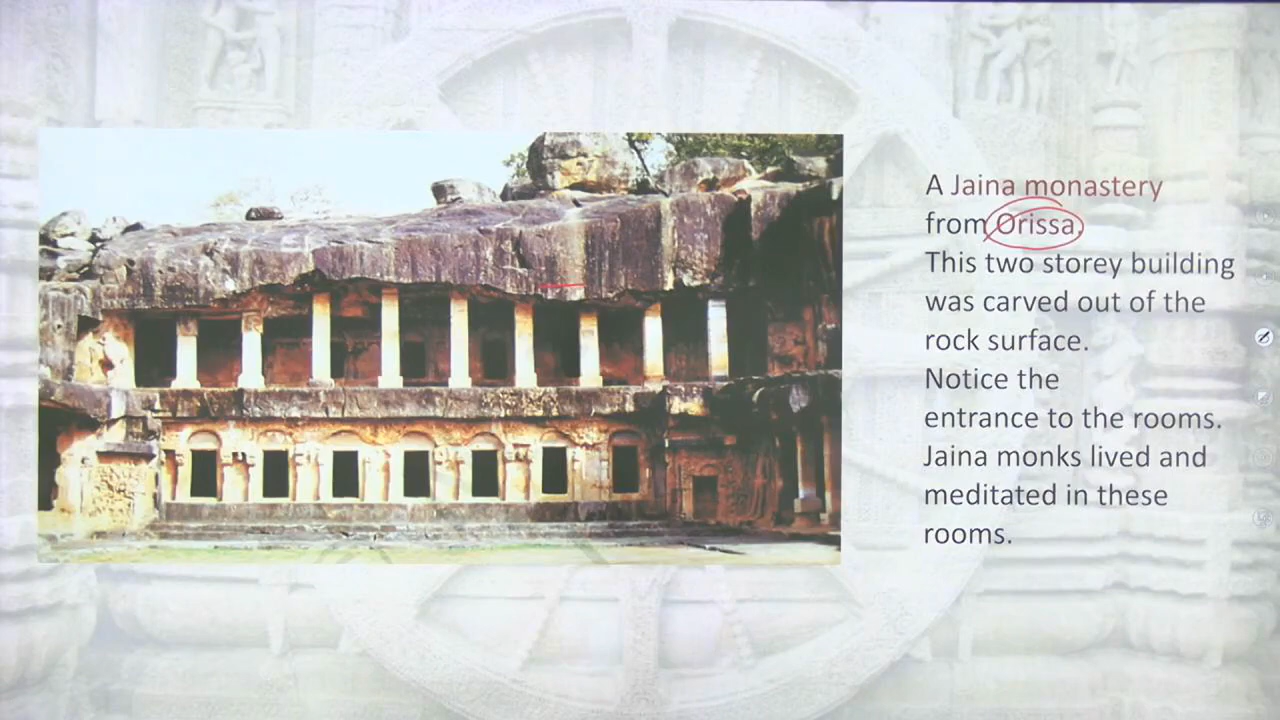 A Jaina monastery
from Orissa.
This two storey building
was carved out of the
rock surface.
Notice the
entrance to the rooms.
Jaina monks lived and
meditated in these
rooms.